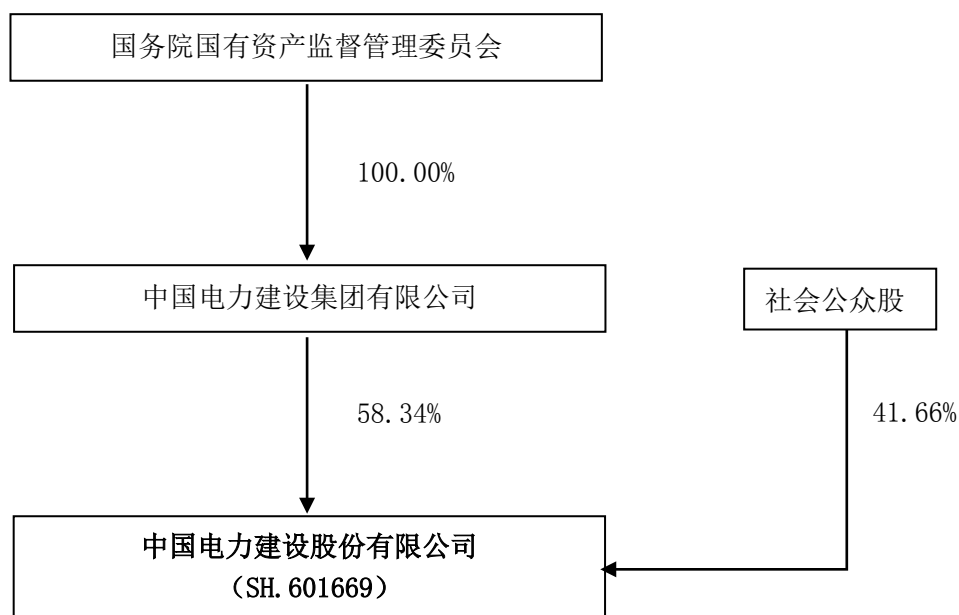 国务院国有资产监督管理委员会
100.00%
中国电力建设集团有限公司
社会公众股
58.34%
41.66%
中国电力建设股份有限公司
（SH.601669）